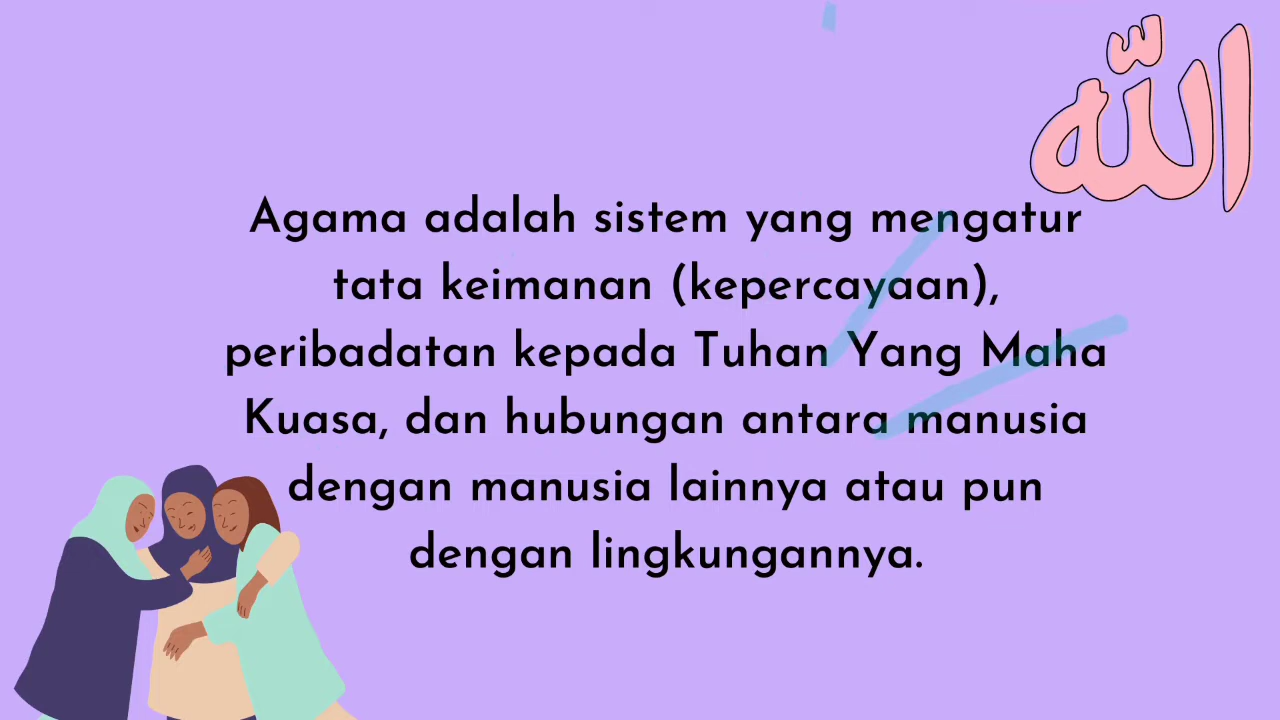 الله
Agama adalah sistem yang mengatur
tata keimanan (kepercayaan),
peribadatan kepada Tuhan Yang Maha
Kuasa, dan hubungan antara manusia
dengan manusia lainnya atau pun
dengan lingkungannya.